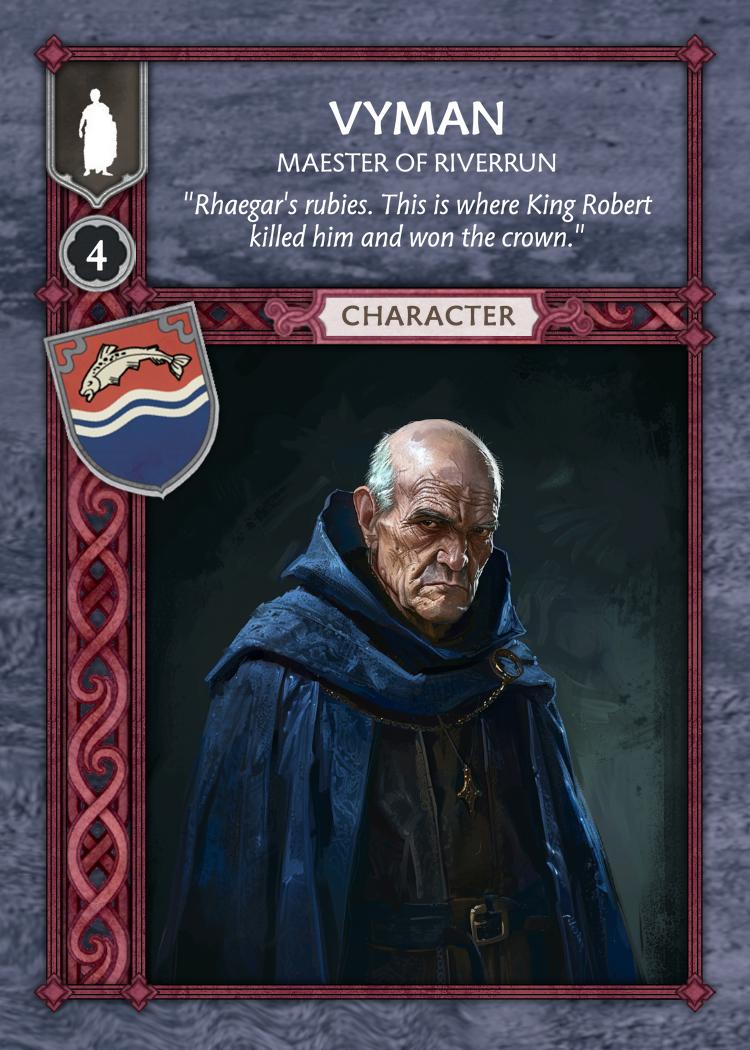 VYMAN
MAESTER OF RIVERRUN
"Rhaegar's rubies. This is where King Robert
killed him and won the crown."
4
CHARACTER